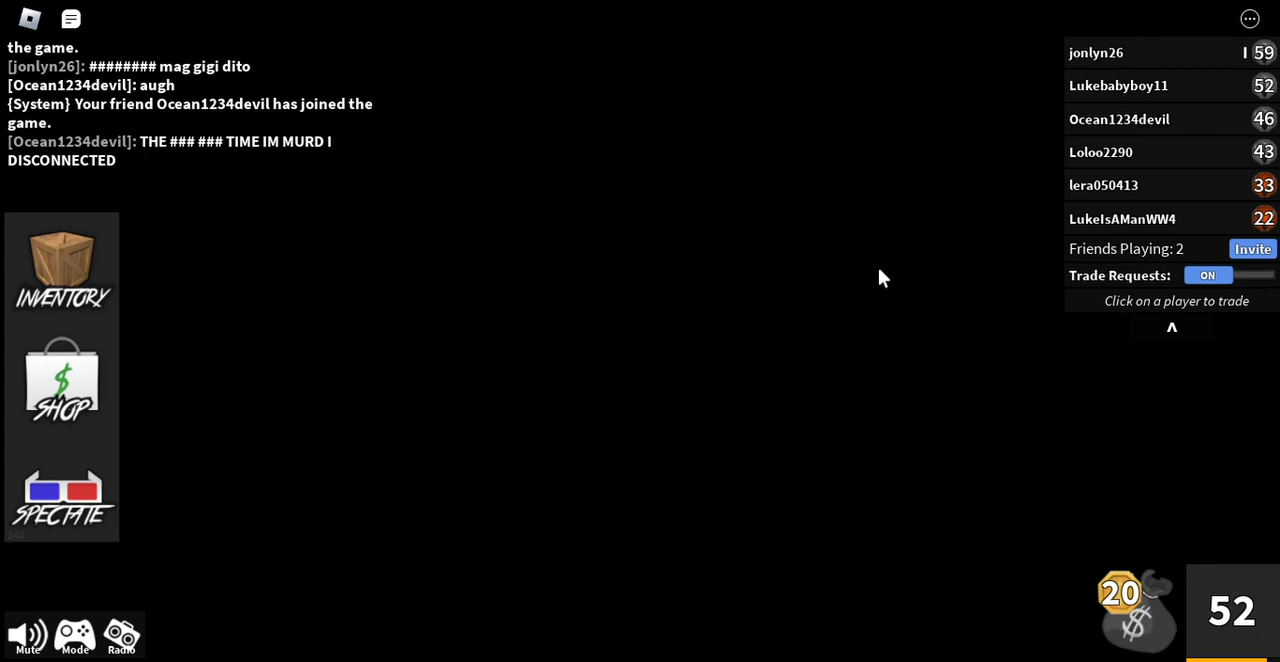 the game.
[jonlyn26]: ######## mag gigi dito
[Ocean1234devil]: augh
{System} Your friend Ocean1234devil has joined the
game.
[Ocean1234devil]: THE ### ### TIME IM MURD I
DISCONNECTED
INVENTORY
$
SHOP
SPECTATE
240
Mute
Mode
Radio
jonlyn26 I 59
Lukebabyboy11 52
Ocean1234devil 46
Loloo2290 43
lera050413 33
LukeIsAManWW4 22
Friends Playing: 2 Invite
Trade Requests: ON
Click on a player to trade
20
$
52